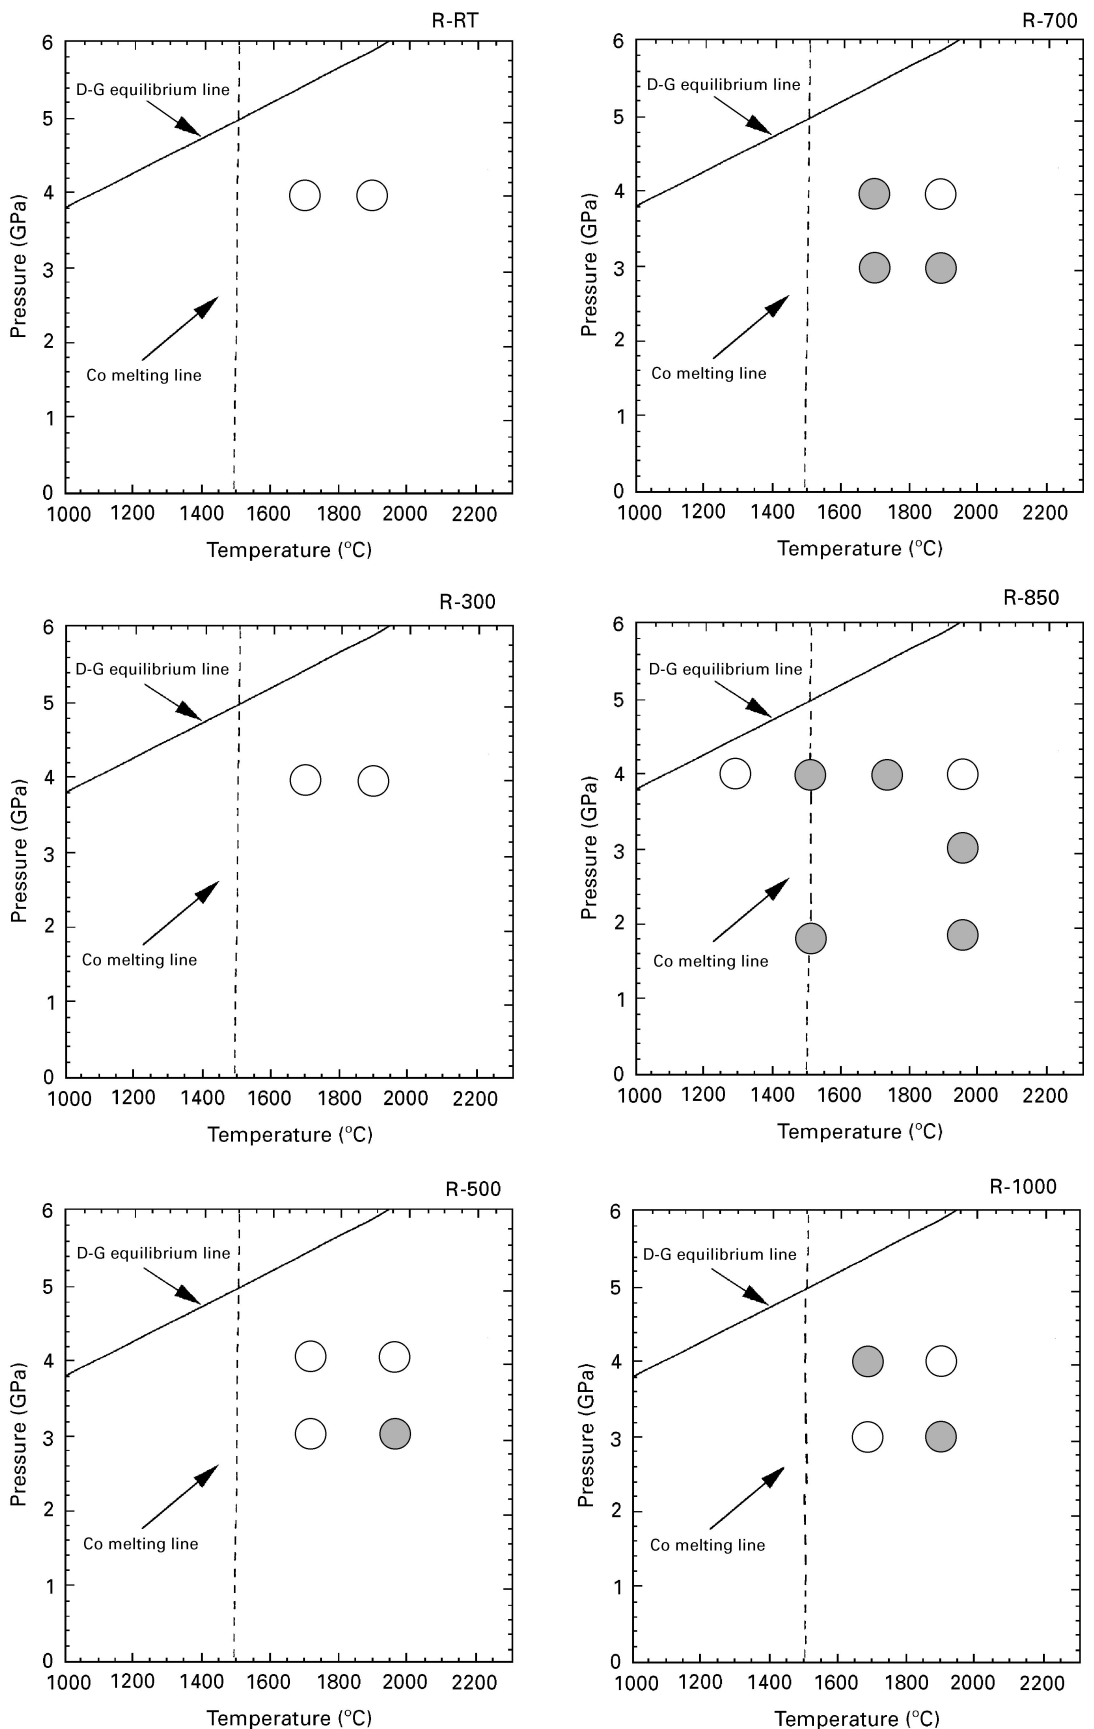 R-RT
6
5
4
3
2
1
0
Pressure (GPa)
D-G equilibrium line
Co melting line
1000 1200 1400 1600 1800 2000 2200
Temperature (°C)
R-700
6
5
4
3
2
1
0
Pressure (GPa)
D-G equilibrium line
Co melting line
1000 1200 1400 1600 1800 2000 2200
Temperature (°C)
R-300
6
5
4
3
2
1
0
Pressure (GPa)
D-G equilibrium line
Co melting line
1000 1200 1400 1600 1800 2000 2200
Temperature (°C)
R-850
6
5
4
3
2
1
0
Pressure (GPa)
D-G equilibrium line
Co melting line
1000 1200 1400 1600 1800 2000 2200
Temperature (°C)
R-500
6
5
4
3
2
1
0
Pressure (GPa)
D-G equilibrium line
Co melting line
1000 1200 1400 1600 1800 2000 2200
Temperature (°C)
R-1000
6
5
4
3
2
1
0
Pressure (GPa)
D-G equilibrium line
Co melting line
1000 1200 1400 1600 1800 2000 2200
Temperature (°C)